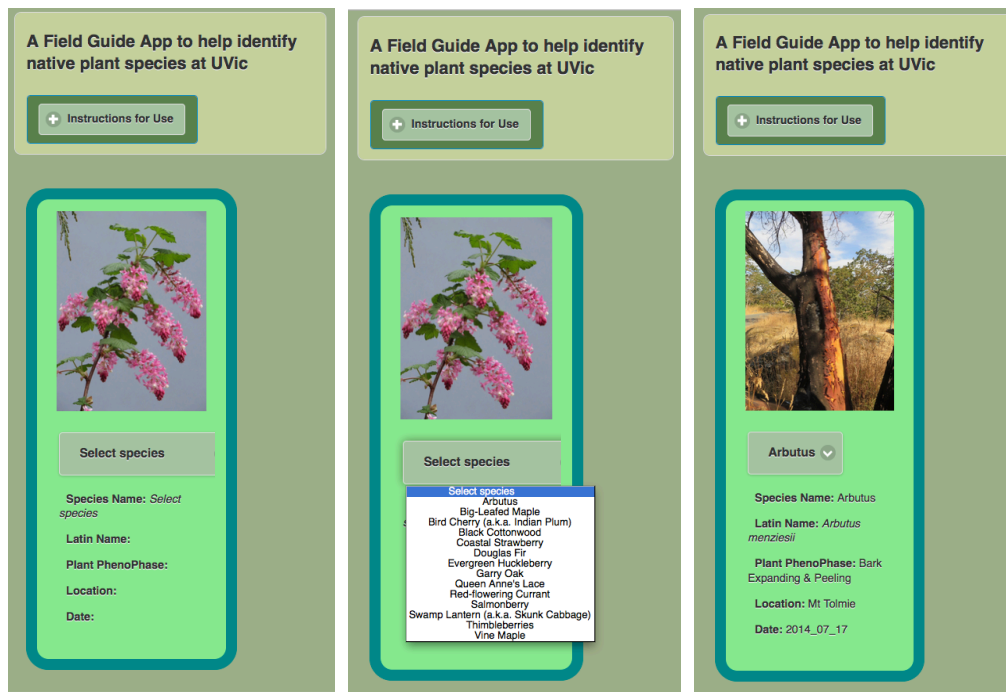 A Field Guide App to help identify
native plant species at UVic
Instructions for Use
Select species
Species Name: Select
species
Latin Name:
Plant PhenoPhase:
Location:
Date:
A Field Guide App to help identify
native plant species at UVic
Instructions for Use
Select species
Select species
Arbutus
Big-Leafed Maple
Bird Cherry (a.k.a. Indian Plum)
Black Cottonwood
Coastal Strawberry
Douglas Fir
Evergreen Huckleberry
Garry Oak
Queen Anne's Lace
Red-flowering Currant
Salmonberry
Swamp Lantern (a.k.a. Skunk Cabbage)
Thimbleberries
Vine Maple
A Field Guide App to help identify
native plant species at UVic
Instructions for Use
Arbutus
Species Name: Arbutus
Latin Name: Arbutus
menziesii
Plant PhenoPhase: Bark
Expanding & Peeling
Location: Mt Tolmie
Date: 2014_07_17